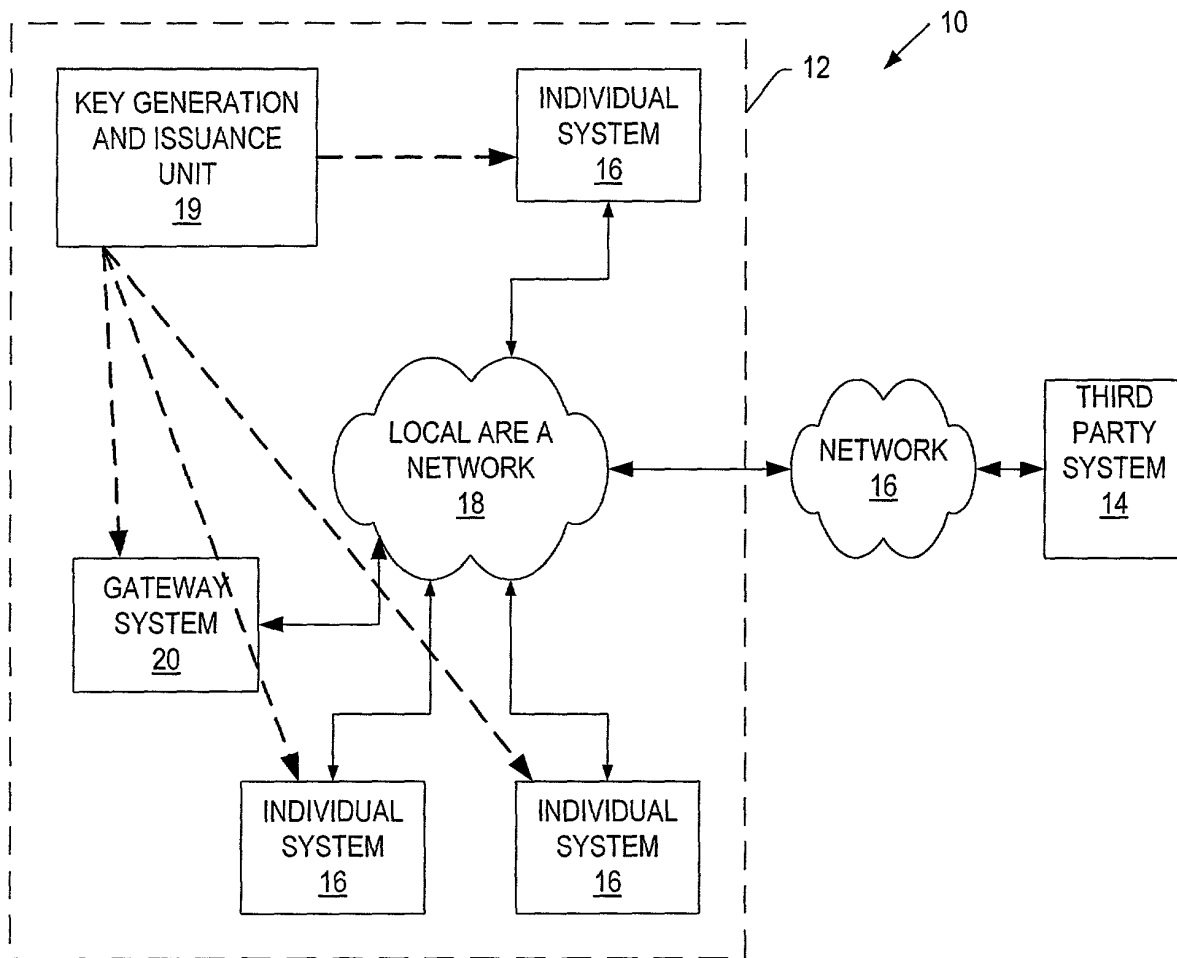 10
12
KEY GENERATION
AND ISSUANCE
UNIT
19
INDIVIDUAL
SYSTEM
16
LOCAL ARE A
NETWORK
18
NETWORK
16
THIRD
PARTY
SYSTEM
14
GATEWAY
SYSTEM
20
INDIVIDUAL
SYSTEM
16
INDIVIDUAL
SYSTEM
16